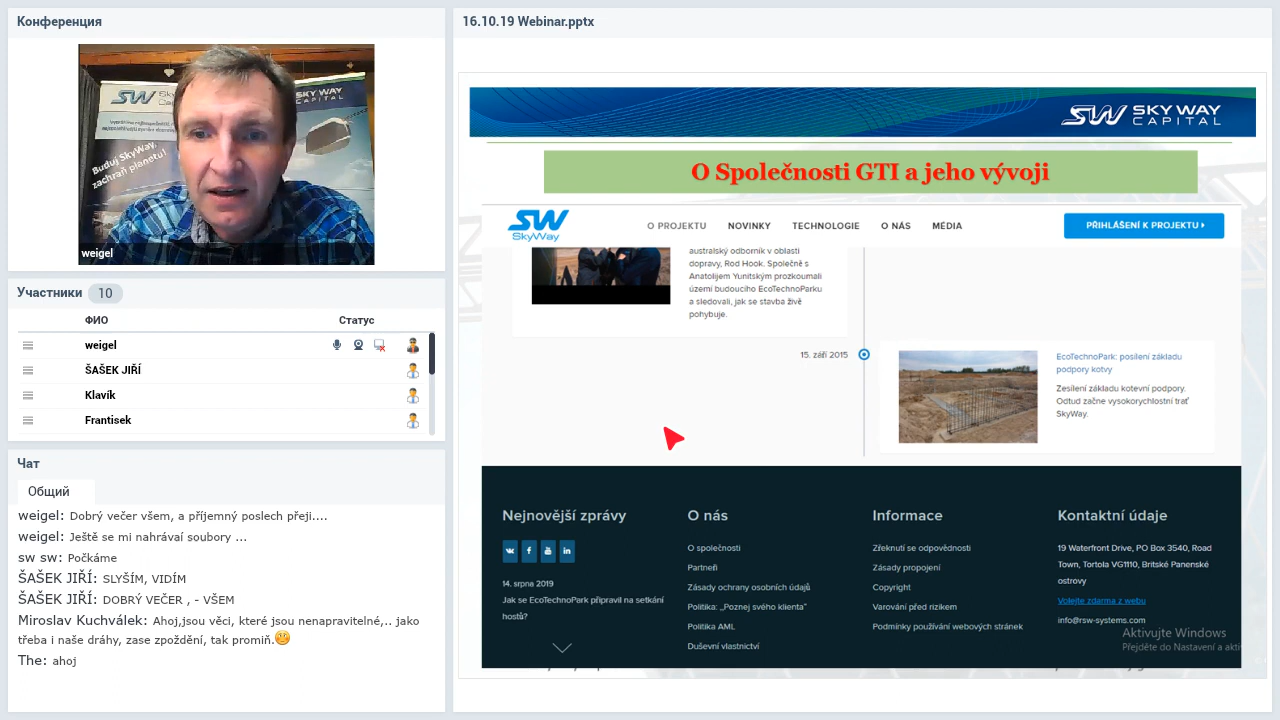 Конференция
SW
SKY WAY
CAPITAL
Buduj SkyWay,
zachraň planetu!
weigel
Участники 10
ФИО Статус
weigel
ŠAŠEK JIŘÍ
Klavík
Frantisek
Чат
Общий
weigel: Dobrý večer všem, a příjemný poslech přeji....
weigel: Ještě se mi nahrávaí soubory ...
sw sw: Počkáme
ŠAŠEK JIŘÍ: SLYŠÍM, VIDÍM
ŠAŠEK JIŘÍ: DOBRÝ VEČER , - VŠEM
Miroslav Kuchválek: Ahoj,jsou věci, které jsou nenapravitelné,.. jako
třeba i naše dráhy, zase zpoždění, tak promiň.
The: ahoj
16.10.19 Webinar.pptx
SW SKY WAY
CAPITAL
O Společnosti GTI a jeho vývoji
SW
SkyWay
O PROJEKTU NOVINKY TECHNOLOGIE O NÁS MÉDIA PŘIHLÁŠENÍ K PROJEKTU
australský odborník v oblasti
dopravy, Rod Hook. Společně s
Anatolijem Yunitským prozkoumali
území budoucího EcoTechnoParku
a sledovali, jak se stavba živě
pohybuje.
15. září 2015
EcoTechnoPark: posílení základu
podpory kotvy
Zesílení základu kotevní podpory.
Odtud začne vysokorychlostní trať
SkyWay.
Nejnovější zprávy
14. srpna 2019
Jak se EcoTechnoPark připravil na setkání
hostů?
O nás
O společnosti
Partneři
Zásady ochrany osobních údajů
Politika: „Poznej svého klienta"
Politika AML
Duševní vlastnictví
Informace
Zřeknutí se odpovědnosti
Zásady propojení
Copyright
Varování před rizikem
Podmínky používání webových stránek
Kontaktní údaje
19 Waterfront Drive, PO Box 3540, Road
Town, Tortola VG1110, Britské Panenské
ostrovy
Volejte zdarma z webu
info@rsw-systems.com
Aktivujte Windows
Přejděte do Nastavení a akti